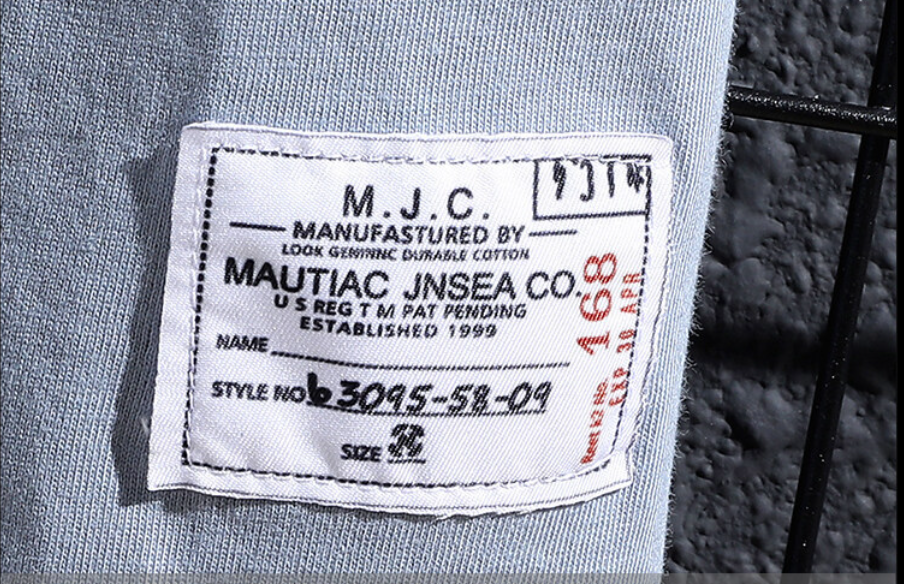 M.J.C.
MANUFASTURED BY
LOOK GENINNC DURABLE COTTON
MAUTIAC JNSEA CO.
U S REG T M PAT PENDING
ESTABLISHED 1999
NAME
STYLE NO 63095-58-09
SIZE
168
EXP 30 APR